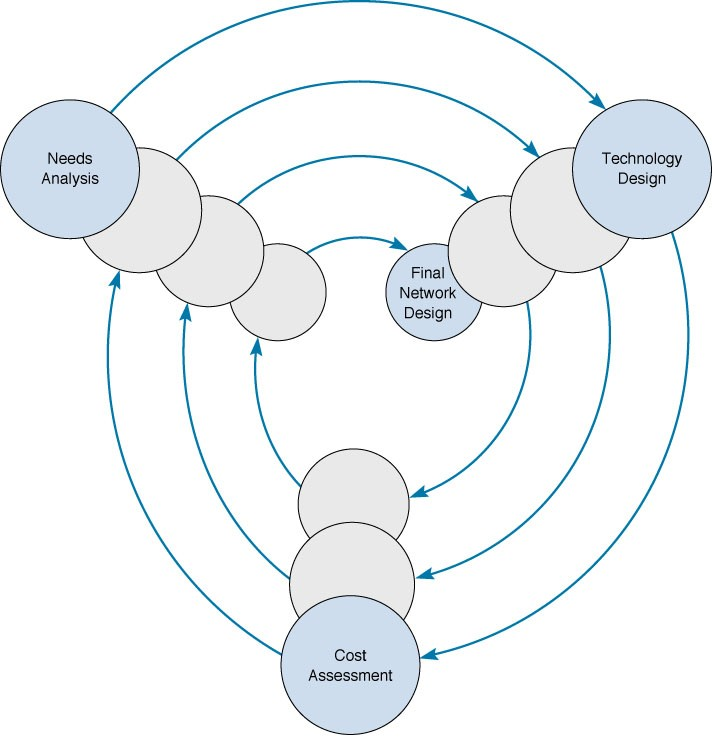 Needs
Analysis
Technology
Design
Final
Network
Design
Cost
Assessment